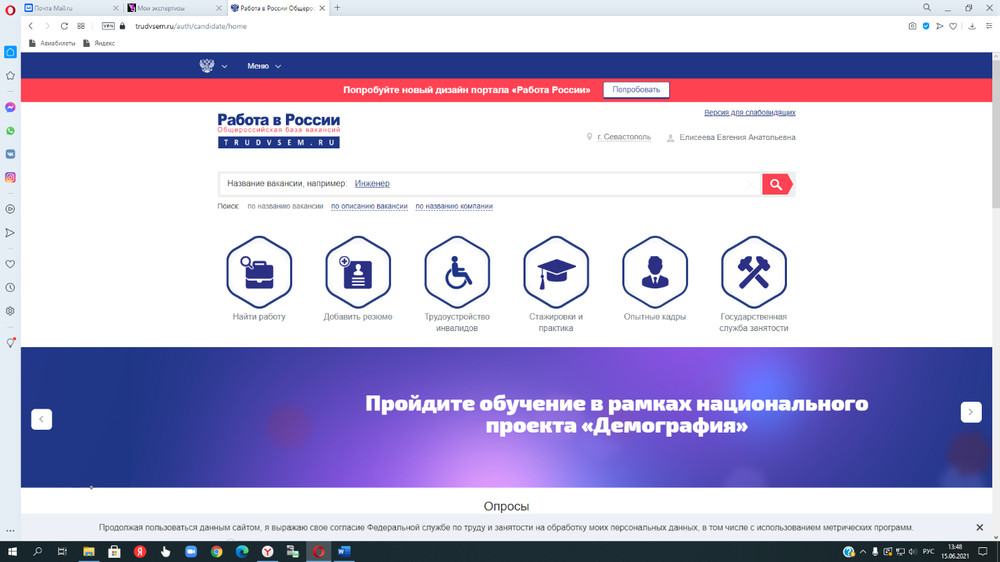 Почта Mail.ru
Мои экспертизы
Работа в России Общерос
VPN
trudvsem.ru/auth/candidate/home
Авиабилеты
Яндекс
Меню
Попробуйте новый дизайн портала «Работа России»
Попробовать
Работа в России
Общероссийская база вакансий
TRUDVSEM.RU
Версия для слабовидящих
г. Севастополь
Елисеева Евгения Анатольевна
Название вакансии, например: Инженер
Поиск: по названию вакансии по описанию вакансии по названию компании
Найти работу
Добавить резюме
Трудоустройство
инвалидов
Стажировки и
практика
Опытные кадры
Государственная
служба занятости
Пройдите обучение в рамках национального
проекта «Демография»
Опросы
Продолжая пользоваться данным сайтом, я выражаю свое согласие Федеральной службе по труду и занятости на обработку моих персональных данных, в том числе с использованием метрических программ.
РУС
13:48
15.06.2021